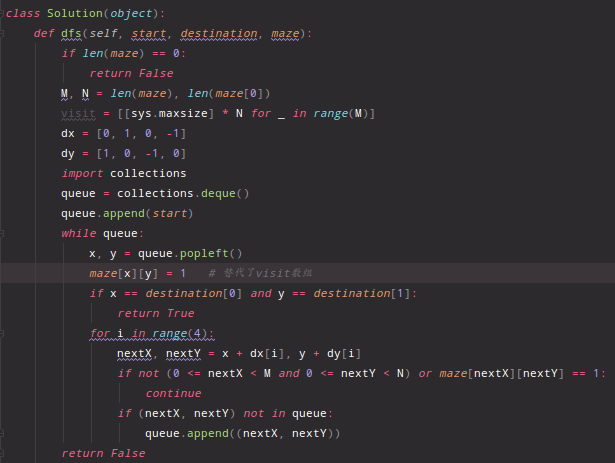 class Solution(object):
    def dfs(self, start, destination, maze):
        if len(maze) == 0:
            return False
        M, N = len(maze), len(maze[0])
        visit = [[sys.maxsize] * N for _ in range(M)]
        dx = [0, 1, 0, -1]
        dy = [1, 0, -1, 0]
        import collections
        queue = collections.deque()
        queue.append(start)
        while queue:
            x, y = queue.popleft()
            maze[x][y] = 1   # 替代了visit数组
            if x == destination[0] and y == destination[1]:
                return True
            for i in range(4):
                nextX, nextY = x + dx[i], y + dy[i]
                if not (0 <= nextX < M and 0 <= nextY < N) or maze[nextX][nextY] == 1:
                    continue
                if (nextX, nextY) not in queue:
                    queue.append((nextX, nextY))
        return False